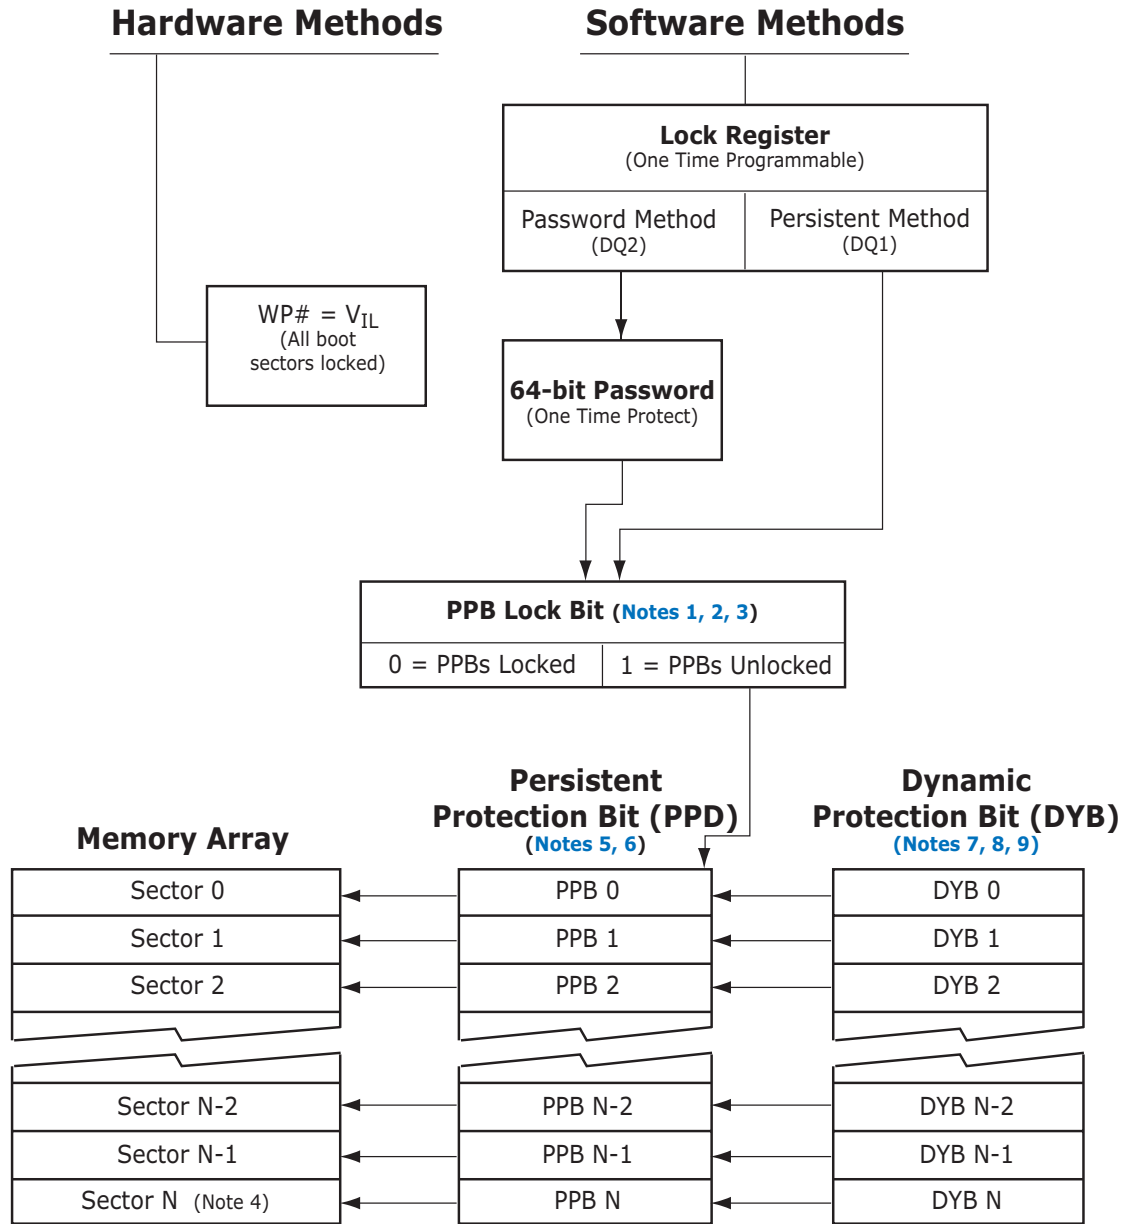 Hardware Methods
Software Methods
Lock Register
(One Time Programmable)
Password Method
(DQ2)
Persistent Method
(DQ1)
WP# = VIL
(All boot
sectors locked)
64-bit Password
(One Time Protect)
PPB Lock Bit (Notes 1, 2, 3)
0 = PPBs Locked
1 = PPBs Unlocked
Memory Array
Persistent
Protection Bit (PPD)
(Notes 5, 6)
Dynamic
Protection Bit (DYB)
(Notes 7, 8, 9)
Sector 0
PPB 0
DYB 0
Sector 1
PPB 1
DYB 1
Sector 2
PPB 2
DYB 2
Sector N-2
PPB N-2
DYB N-2
Sector N-1
PPB N-1
DYB N-1
Sector N (Note 4)
PPB N
DYB N